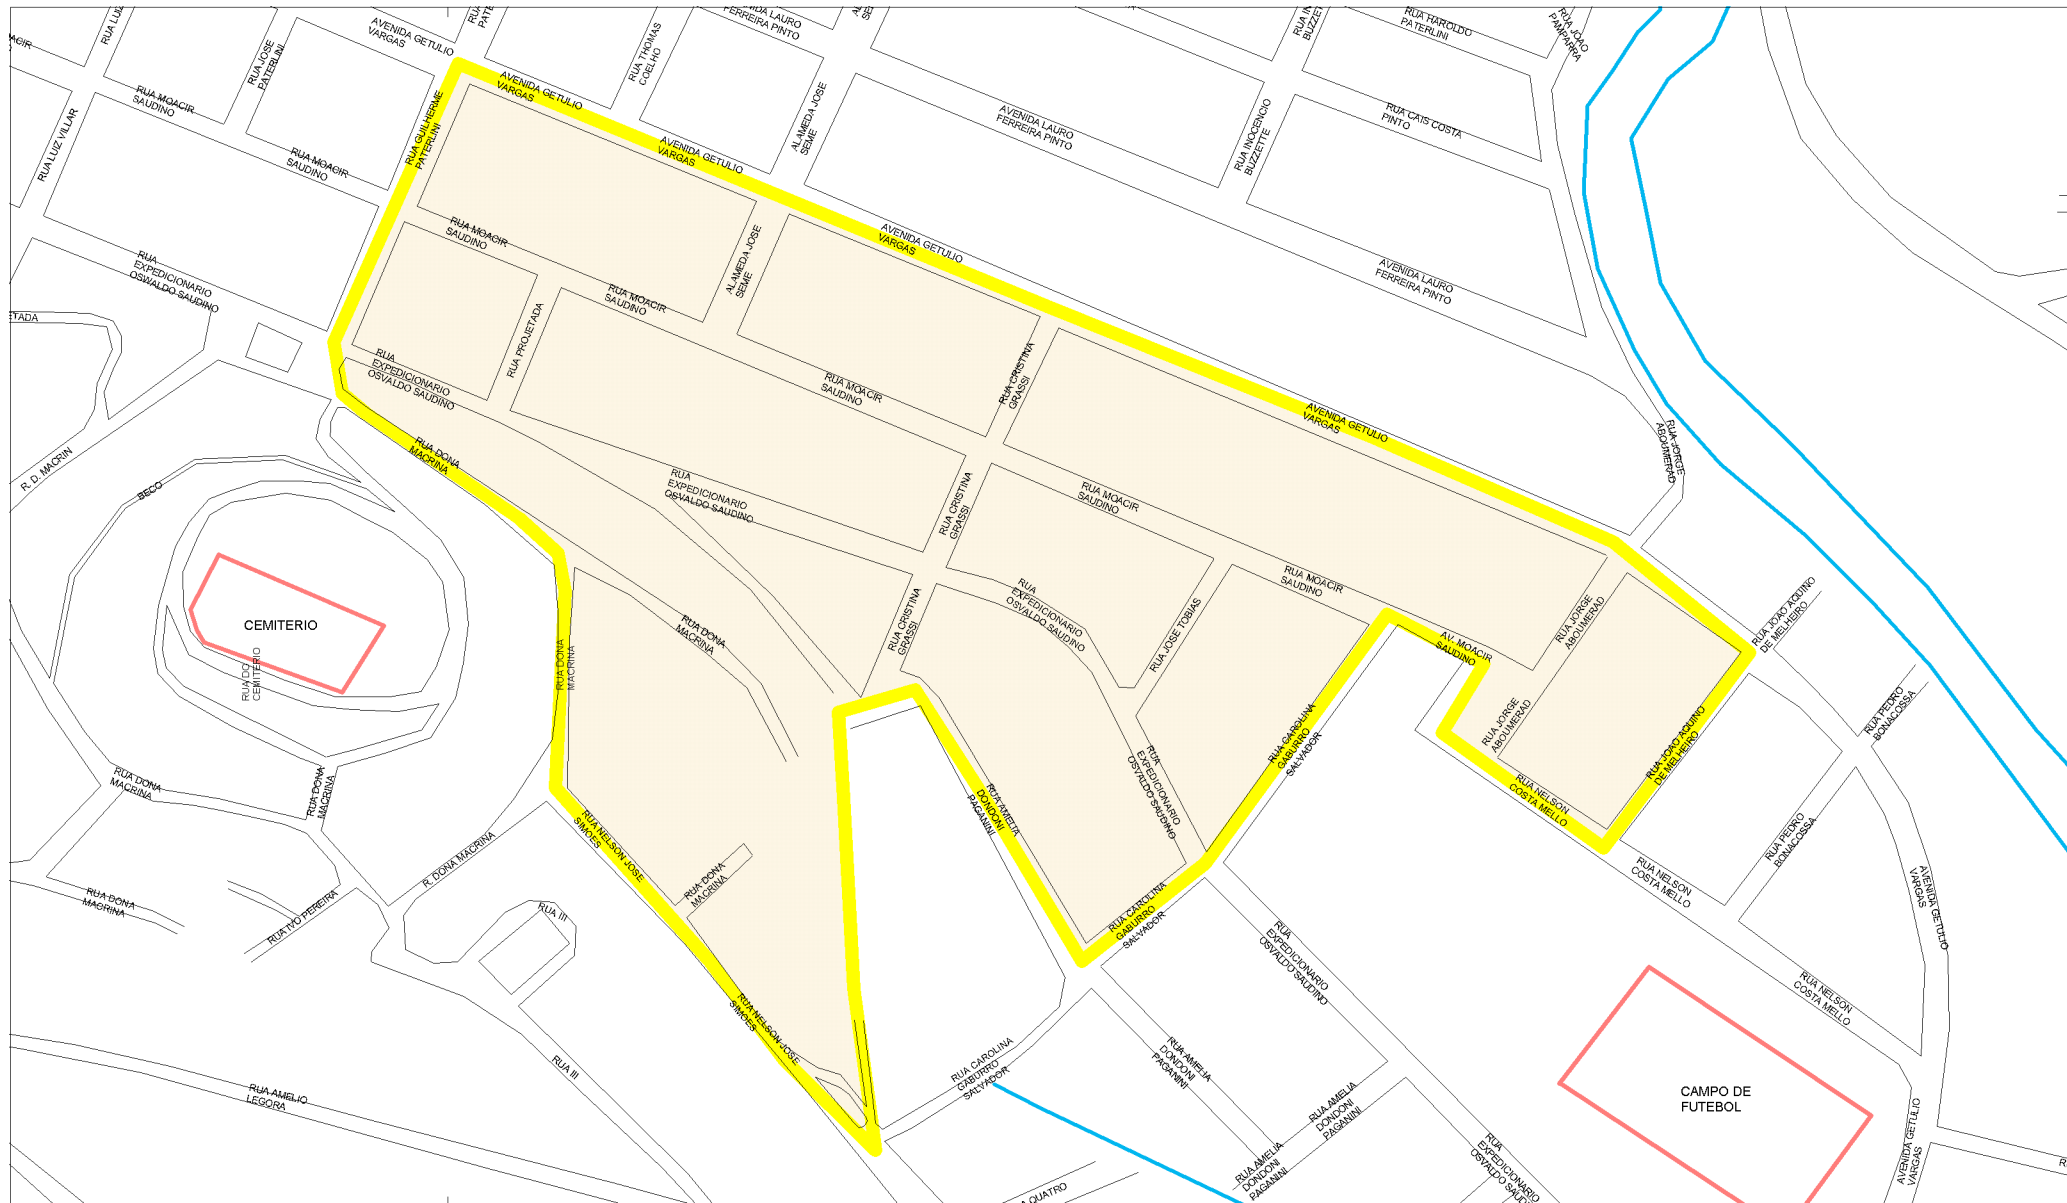 AVENIDA GETULIO
VARGAS
FERREIRA PINTO
RUA HAROLDO
PATERLINI
RUA JOAO
PAMPARRA
RUA JOSE
PATERLINI
RUA THOMAS
COELHO
RUA MOACIR
SAUDINO
AVENIDA GETULIO
VARGAS
ALAMEDA JOSE
SEME
AVENIDA LAURO
FERREIRA PINTO
RUA CAIS COSTA
PINTO
RUA INOCENCIO
BUZZETTE
RUA LUIZ VILLAR
RUA MOACIR
SAUDINO
RUA GUILHERME
PATERLINI
AVENIDA GETULIO
VARGAS
RUA
EXPEDICIONARIO
OSWALDO SAUDINO
RUA MOACIR
SAUDINO
ALAMEDA JOSE
SEME
AVENIDA GETULIO
VARGAS
AVENIDA LAURO
FERREIRA PINTO
ETADA
RUA MOACIR
SAUDINO
RUA PROJETADA
RUA
EXPEDICIONARIO
OSVALDO SAUDINO
RUA MOACIR
SAUDINO
RUA CRISTINA
GRASSI
AVENIDA GETULIO
VARGAS
RUA JORGE
ABOUMERAD
R. D. MACRIN
BECO
RUA DONA
MACRINA
RUA
EXPEDICIONARIO
OSVALDO SAUDINO
RUA CRISTINA
GRASSI
RUA MOACIR
SAUDINO
RUA MOACIR
SAUDINO
CEMITERIO
RUA DO
CEMITERIO
RUA DONA
MACRINA
RUA DONA
MACRINA
RUA CRISTINA
GRASSI
RUA
EXPEDICIONARIO
OSVALDO SAUDINO
RUA JOSE TOBIAS
RUA JORGE
ABOUMERAD
AV. MOACIR
SAUDINO
RUA JOAO AQUINO
DE MELHEIRO
RUA PEDRO
BONACOSSA
RUA JORGE
ABOUMERAD
RUA CAROLINA
GABURRO
SALVADOR
RUA JOAO AQUINO
DE MELHEIRO
RUA DONA
MACRINA
RUA DONA
MACRINA
RUA
EXPEDICIONARIO
OSVALDO SAUDINO
RUA AMELIA
DONDONI
PAGANINI
RUA NELSON
COSTA MELLO
RUA NELSON JOSE
SIMOES
R. DONA MACRINA
RUA DONA
MACRINA
RUA PEDRO
BONACOSSA
RUA NELSON
COSTA MELLO
RUA DONA
MACRINA
RUA IVO PEREIRA
RUA III
RUA CAROLINA
GABURRO
SALVADOR
AVENIDA GETULIO
VARGAS
RUA
EXPEDICIONARIO
OSVALDO SAUDINO
RUA NELSON
COSTA MELLO
RUA NELSON JOSE
SIMOES
RUA III
RUA AMELIO
LEGORA
RUA CAROLINA
GABURRO
SALVADOR
RUA AMELIA
DONDONI
PAGANINI
RUA AMELIA
DONDONI
PAGANINI
CAMPO DE
FUTEBOL
RUA AMELIA
DONDONI
PAGANINI
RUA
EXPEDICIONARIO
AVENIDA GETULIO
VARGAS
QUATRO